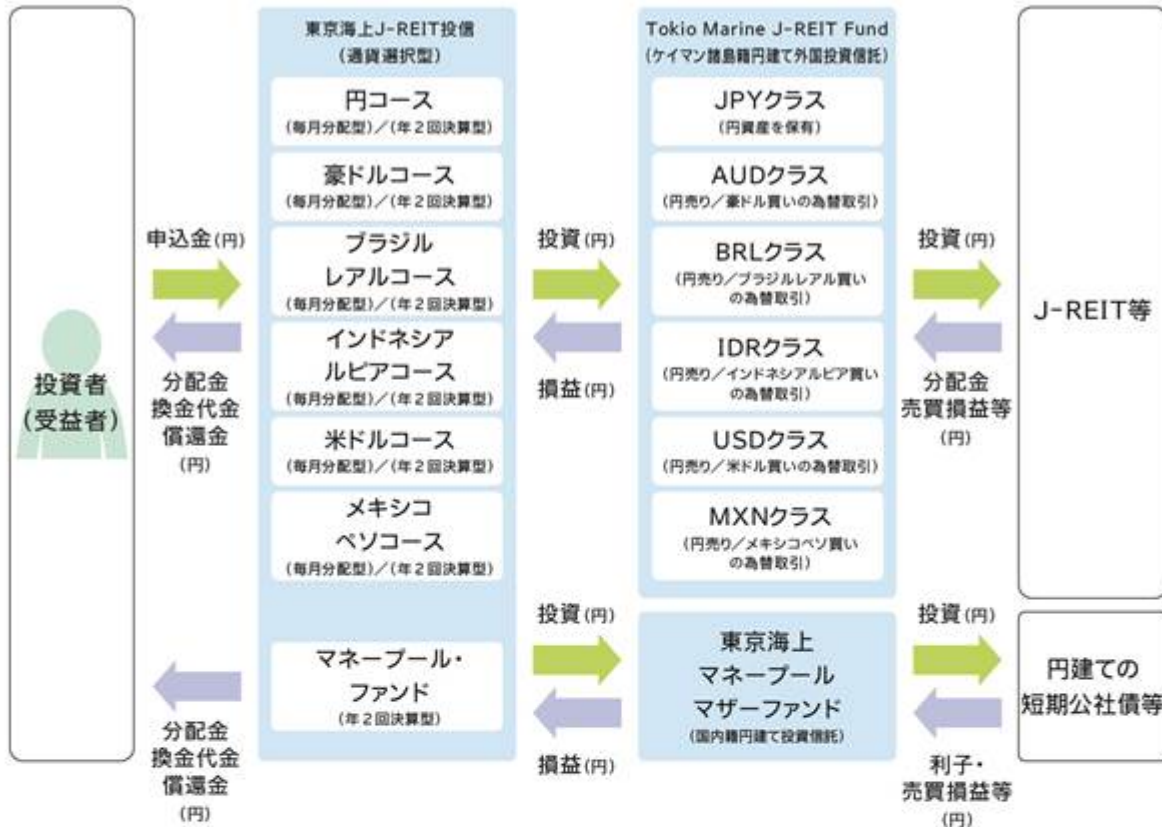 東京海上J-REIT投信
(通貨選択型)
円コース
(毎月分配型)/(年2回決算型)
豪ドルコース
(毎月分配型)/(年2回決算型)
ブラジル
レアルコース
(毎月分配型)/(年2回決算型)
インドネシア
ルピアコース
(毎月分配型)/(年2回決算型)
米ドルコース
(毎月分配型)/(年2回決算型)
メキシコ
ペソコース
(毎月分配型)/(年2回決算型)
マネープール・
ファンド
(年2回決算型)
Tokio Marine J-REIT Fund
(ケイマン諸島籍円建て外国投資信託)
JPYクラス
(円資産を保有)
AUDクラス
(円売り/豪ドル買いの為替取引)
BRLクラス
(円売り/ブラジルレアル買い
の為替取引)
IDRクラス
(円売り/インドネシアルピア買い
の為替取引)
USDクラス
(円売り/米ドル買いの為替取引)
MXNクラス
(円売り/メキシコペソ買い
の為替取引)
東京海上
マネープール
マザーファンド
(国内籍円建て投資信託)
投資者
(受益者)
申込金(円)
分配金
換金代金
償還金
(円)
分配金
換金代金
償還金
(円)
投資(円)
損益(円)
投資(円)
損益(円)
投資(円)
分配金
売買損益等
(円)
投資(円)
利子・
売買損益等
(円)
J-REIT等
円建ての
短期公社債等